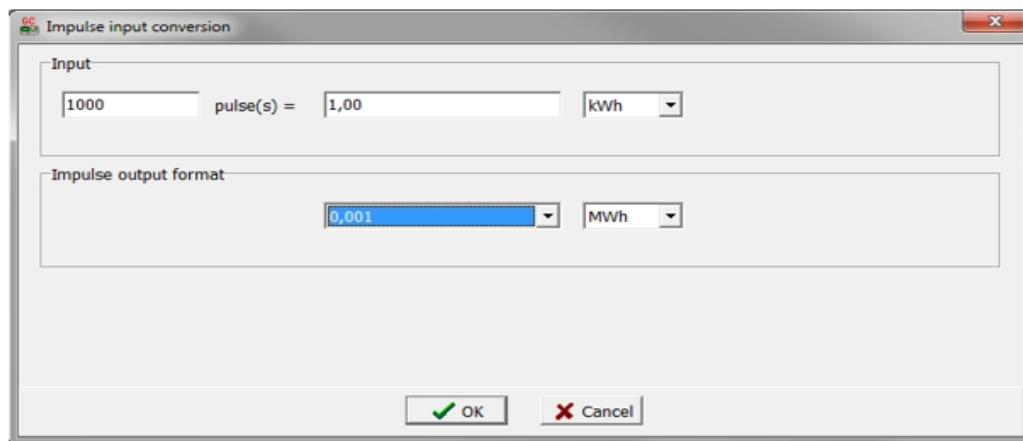 Impulse input conversion
Input
1000 pulse(s) = 1,00 kWh
Impulse output format
0,001 MWh
OK Cancel